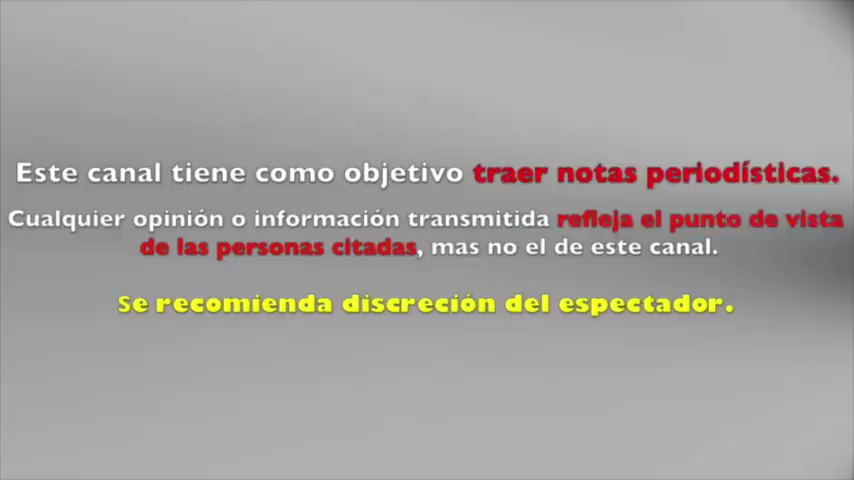 Este canal tiene como objetivo traer notas periodísticas.
Cualquier opinión o información transmitida refleja el punto de vista
de las personas citadas, mas no el de este canal.
Se recomienda discreción del espectador.